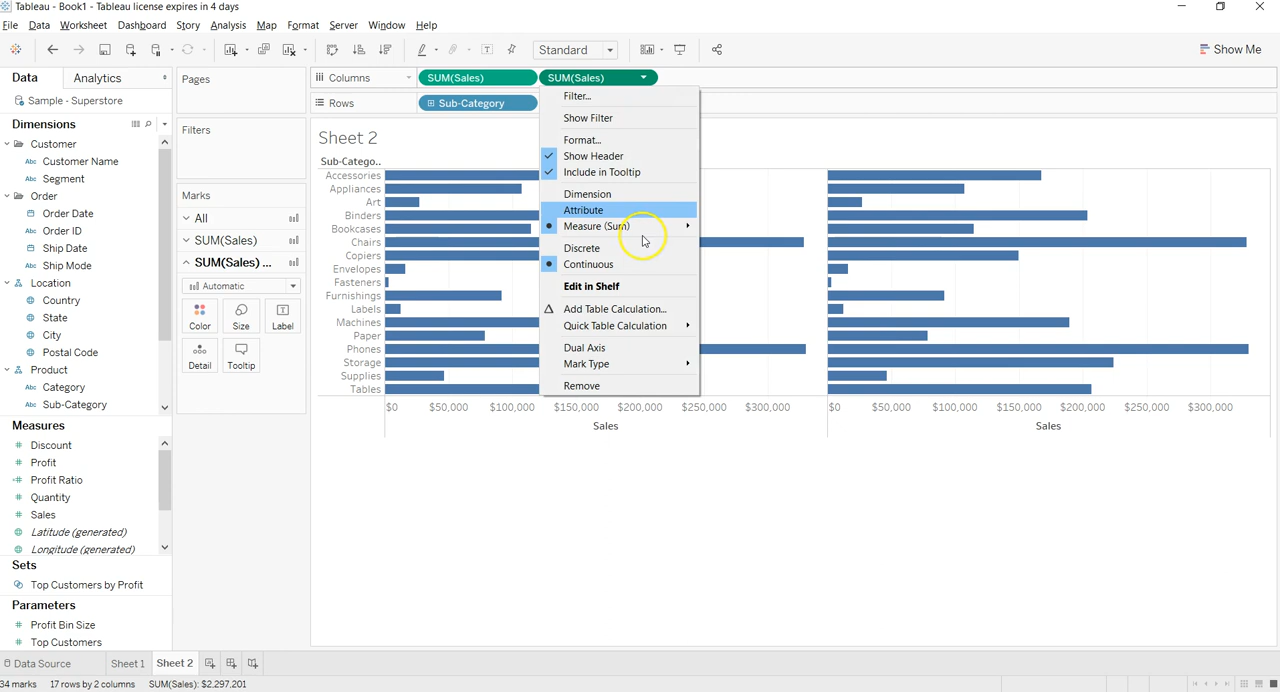 Tableau - Book1 - Tableau license expires in 4 days
File Data Worksheet Dashboard Story Analysis Map Format Server Window Help
Standard
Show Me
Data Analytics
Sample - Superstore
Dimensions
Customer
Abc Customer Name
Abc Segment
Order
Order Date
Abc Order ID
Ship Date
Abc Ship Mode
Location
Country
State
City
Postal Code
Product
Abc Category
Abc Sub-Category
Measures
Discount
Profit
Profit Ratio
Quantity
Sales
Latitude (generated)
Longitude (generated)
Sets
Top Customers by Profit
Parameters
Profit Bin Size
Top Customers
Pages
Filters
Marks
All
SUM(Sales)
SUM(Sales) ...
Automatic
Color Size Label
Detail Tooltip
Columns SUM(Sales) SUM(Sales)
Rows Sub-Category
Sheet 2
Sub-Catego..
Accessories
Appliances
Art
Binders
Bookcases
Chairs
Copiers
Envelopes
Fasteners
Furnishings
Labels
Machines
Paper
Phones
Storage
Supplies
Tables
Filter...
Show Filter
Format...
Show Header
Include in Tooltip
Dimension
Attribute
Measure (Sum)
Discrete
Continuous
Edit in Shelf
Add Table Calculation...
Quick Table Calculation
Dual Axis
Mark Type
Remove
$0 $50,000 $100,000 $150,000 $200,000 $250,000 $300,000 $0 $50,000 $100,000 $150,000 $200,000 $250,000 $300,000
Sales Sales
Data Source Sheet 1 Sheet 2
34 marks 17 rows by 2 columns SUM(Sales): $2,297,201